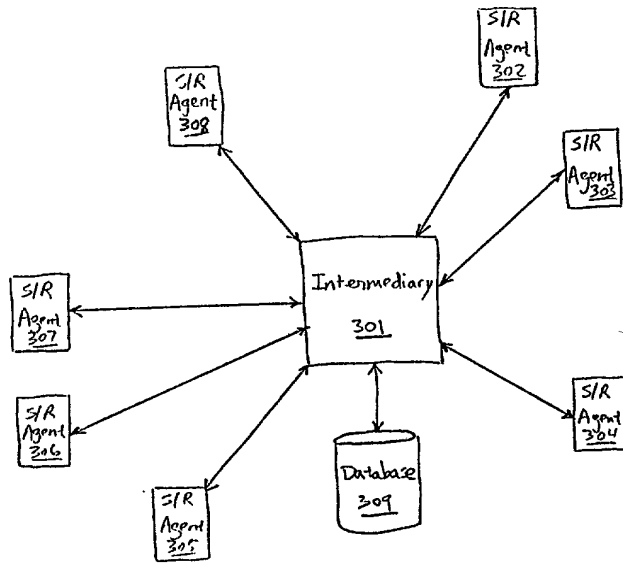 S/R
Agent
302
S/R
Agent
308
S/R
Agent
303
Intermediary
301
S/R
Agent
307
S/R
Agent
304
S/R
Agent
306
Database
309
S/R
Agent
305